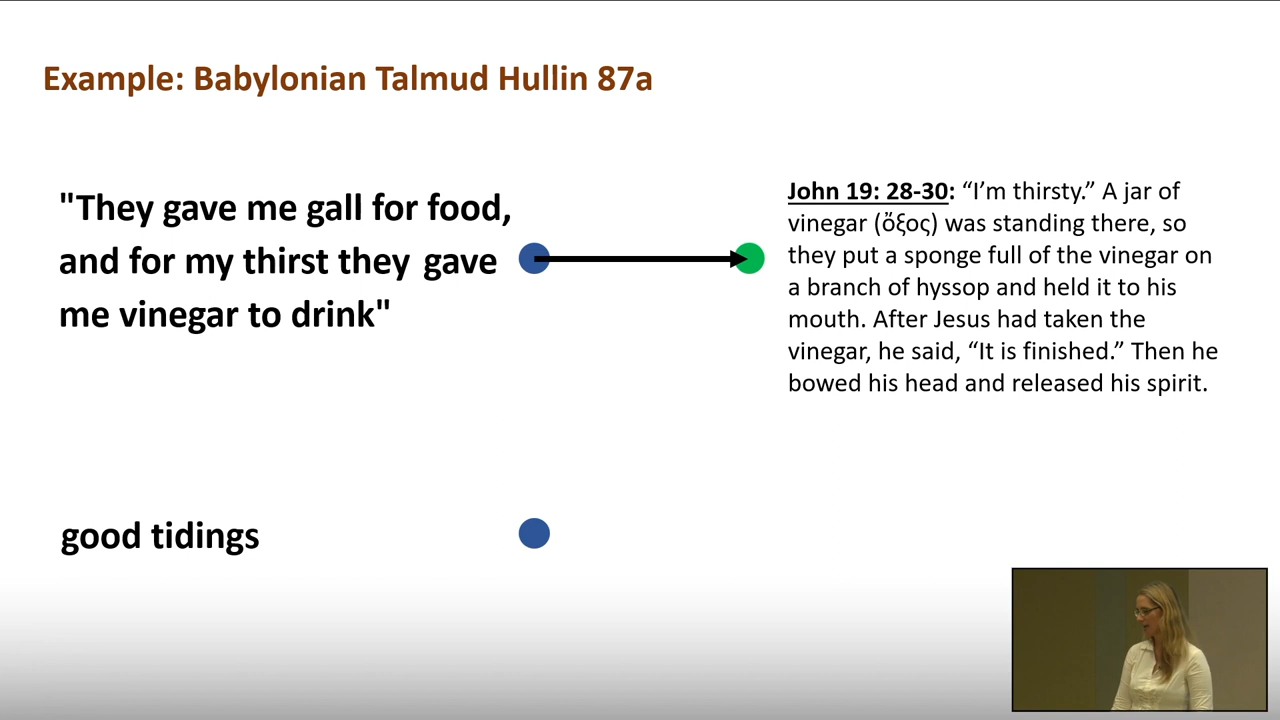 Example: Babylonian Talmud Hullin 87a
"They gave me gall for food,
and for my thirst they gave
me vinegar to drink"
John 19: 28-30: “I’m thirsty.” A jar of
vinegar (ὄξος) was standing there, so
they put a sponge full of the vinegar on
a branch of hyssop and held it to his
mouth. After Jesus had taken the
vinegar, he said, “It is finished.” Then he
bowed his head and released his spirit.
good tidings